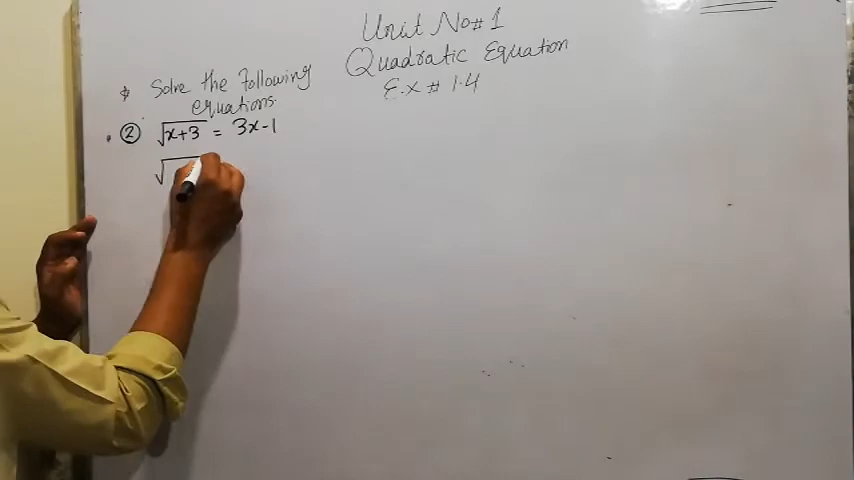 Unit No# 1
Quadratic Equation
E.x # 1.4
Solve the Following
equations.
② √x+3 = 3x-1
√